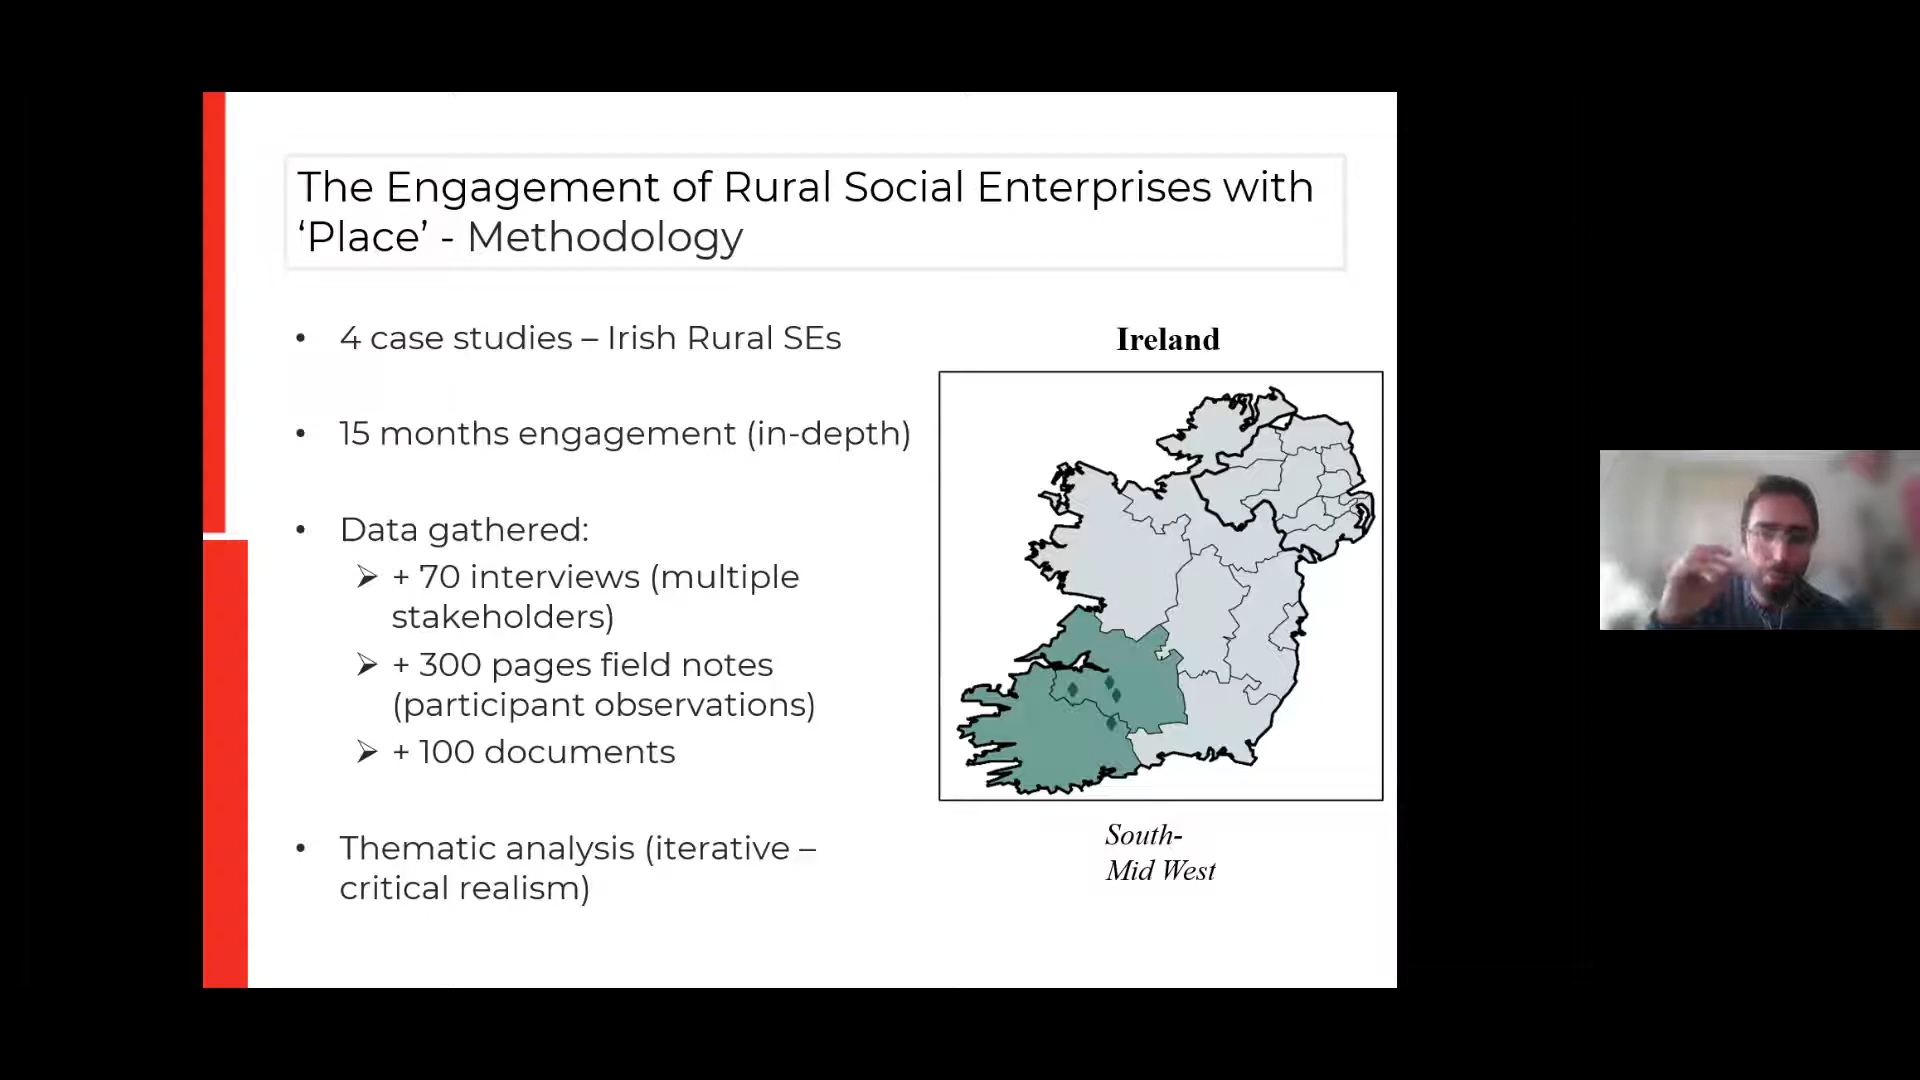 The Engagement of Rural Social Enterprises with
‘Place’ - Methodology
• 4 case studies – Irish Rural SEs
• 15 months engagement (in-depth)
• Data gathered:
➢ + 70 interviews (multiple
stakeholders)
➢ + 300 pages field notes
(participant observations)
➢ + 100 documents
• Thematic analysis (iterative –
critical realism)
Ireland
South-
Mid West